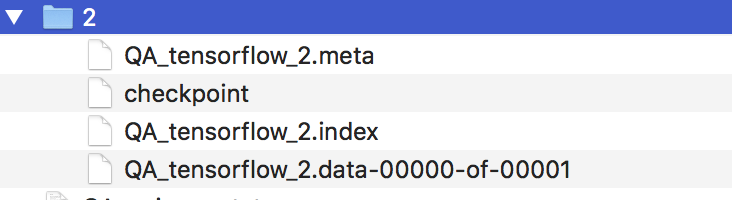 2
QA_tensorflow_2.meta
checkpoint
QA_tensorflow_2.index
QA_tensorflow_2.data-00000-of-00001